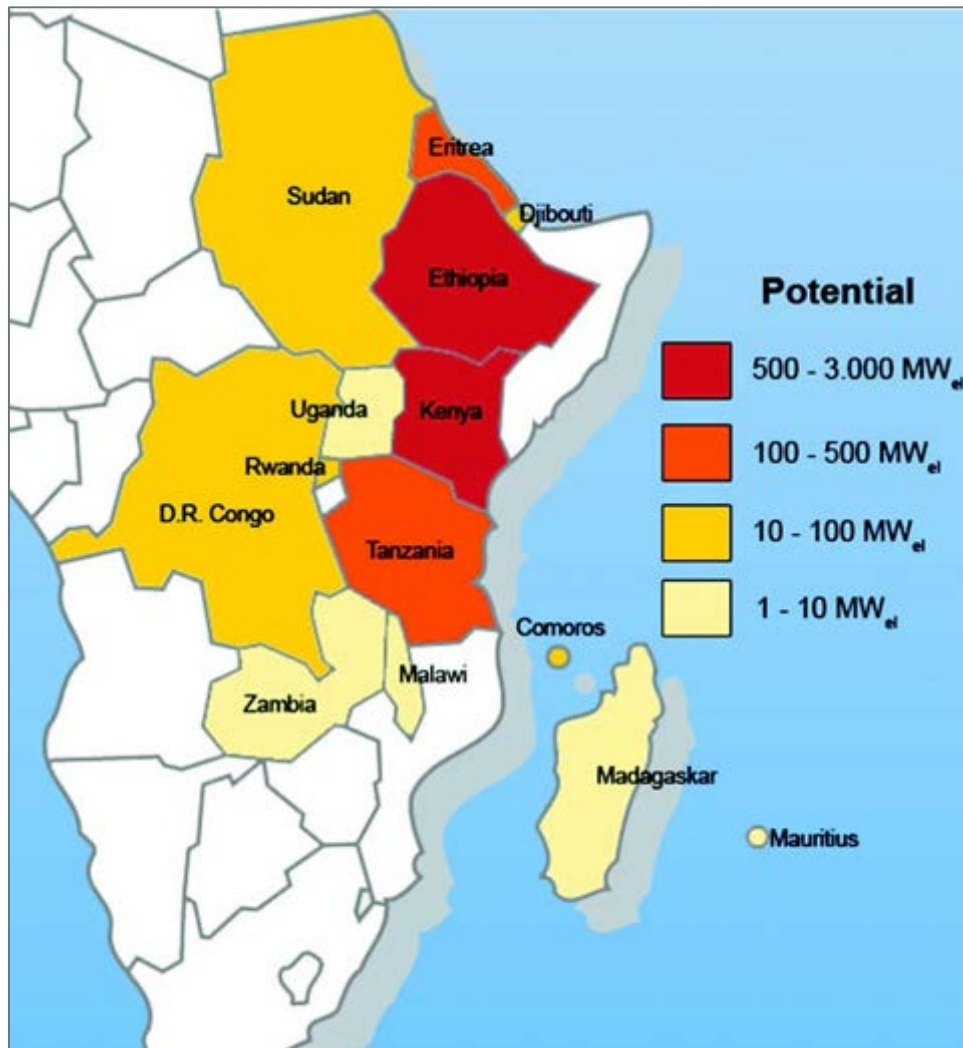 Eritrea
Sudan
Djibouti
Ethiopia
Potential
500 - 3.000 MWel
Uganda
Kenya
100 - 500 MWel
Rwanda
D.R. Congo
10 - 100 MWel
Tanzania
1 - 10 MWel
Comoros
Malawi
Zambia
Madagaskar
Mauritius